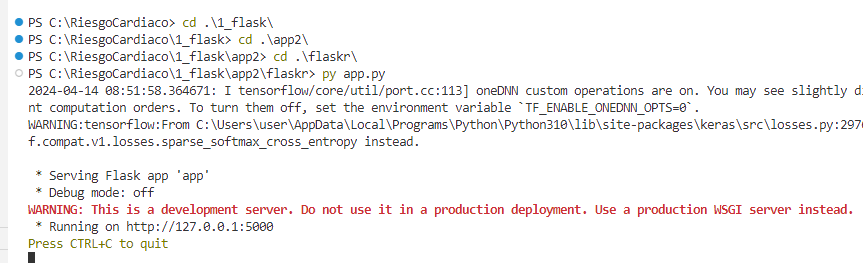 PS C:\RiesgoCardiaco> cd .\1_flask\
PS C:\RiesgoCardiaco\1_flask> cd .\app2\
PS C:\RiesgoCardiaco\1_flask\app2> cd .\flaskr\
PS C:\RiesgoCardiaco\1_flask\app2\flaskr> py app.py
2024-04-14 08:51:58.364671: I tensorflow/core/util/port.cc:113] oneDNN custom operations are on. You may see slightly di
nt computation orders. To turn them off, set the environment variable `TF_ENABLE_ONEDNN_OPTS=0`.
WARNING:tensorflow:From C:\Users\user\AppData\Local\Programs\Python\Python310\lib\site-packages\keras\src\losses.py:2976
f.compat.v1.losses.sparse_softmax_cross_entropy instead.
* Serving Flask app 'app'
* Debug mode: off
WARNING: This is a development server. Do not use it in a production deployment. Use a production WSGI server instead.
* Running on http://127.0.0.1:5000
Press CTRL+C to quit